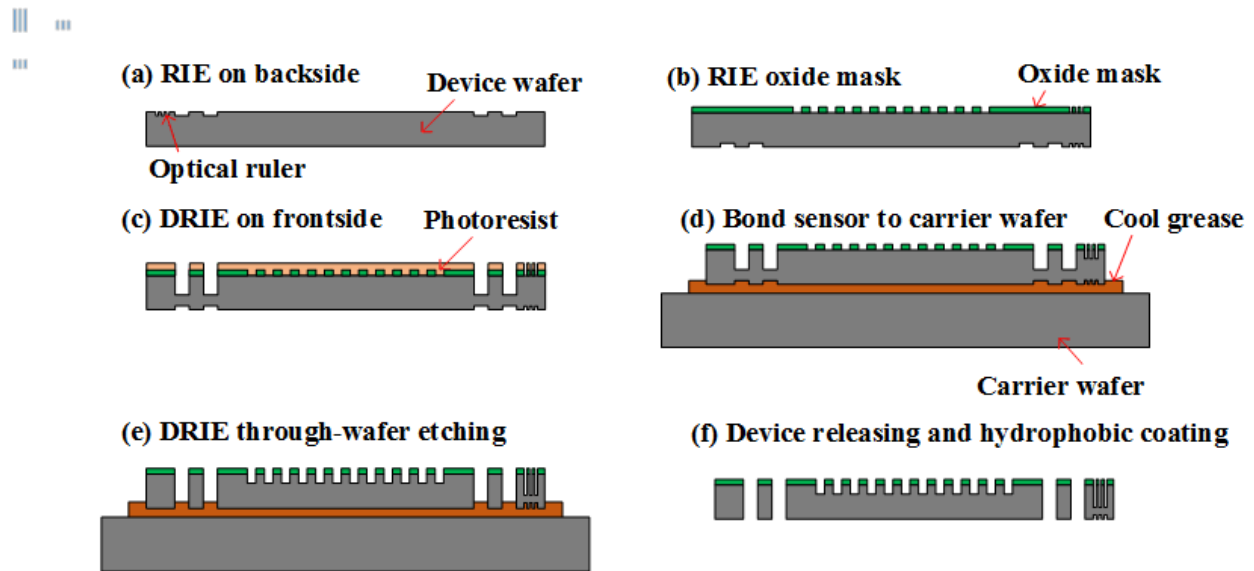 (a) RIE on backside
Device wafer
Optical ruler
(b) RIE oxide mask
Oxide mask
(c) DRIE on frontside
Photoresist
(d) Bond sensor to carrier wafer
Cool grease
Carrier wafer
(e) DRIE through-wafer etching
(f) Device releasing and hydrophobic coating